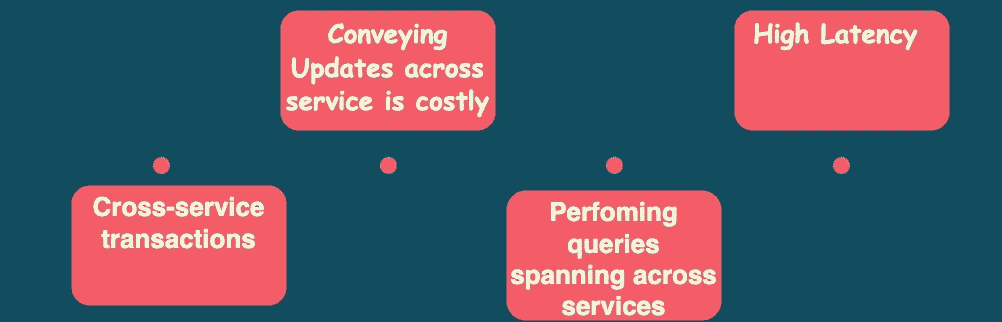 Cross-service
transactions
Conveying
Updates across
service is costly
Perfoming
queries
spanning across
services
High Latency